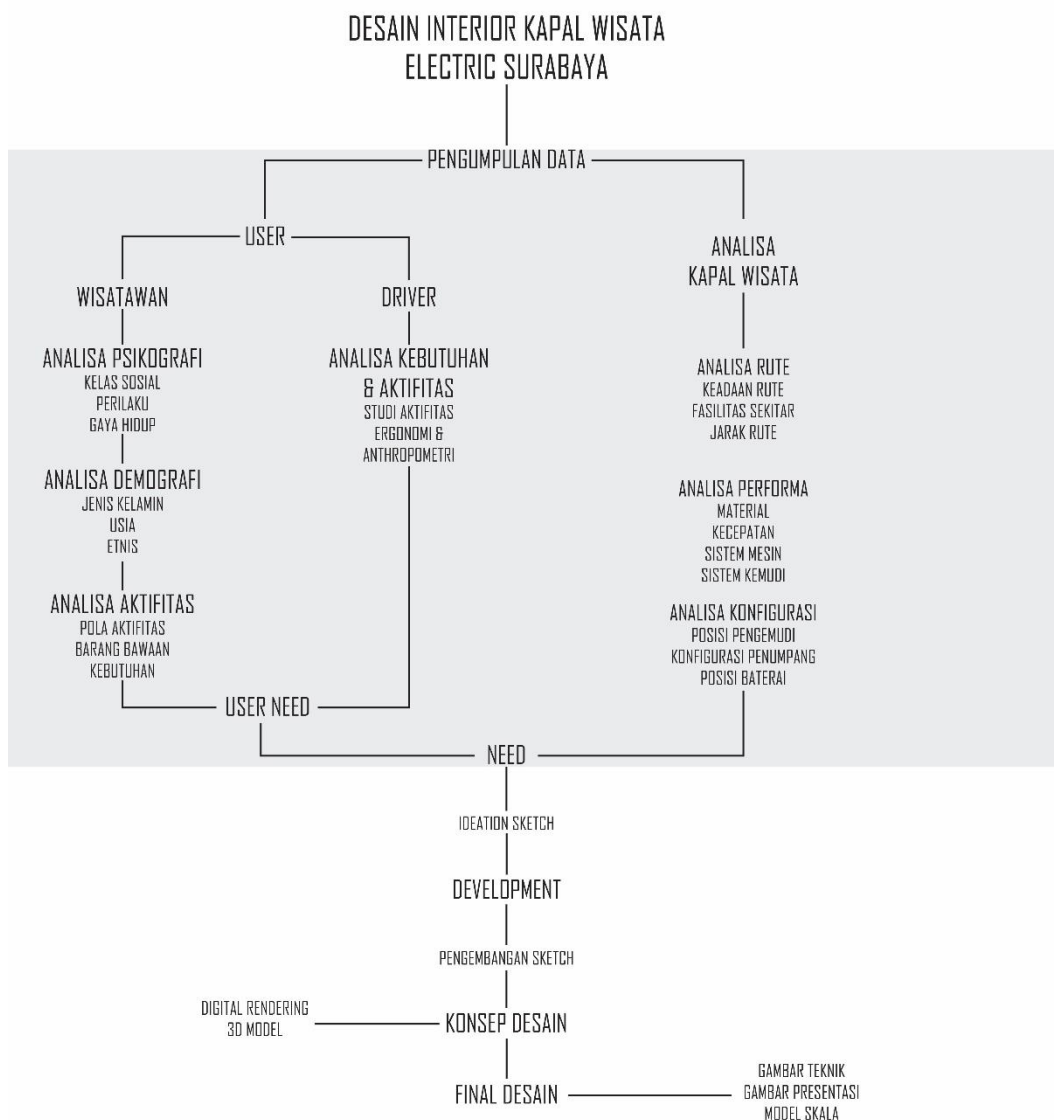 DESAIN INTERIOR KAPAL WISATA
ELECTRIC SURABAYA
PENGUMPULAN DATA
USER
WISATAWAN
ANALISA PSIKOGRAFI
KELAS SOSIAL
PERILAKU
GAYA HIDUP
ANALISA DEMOGRAFI
JENIS KELAMIN
USIA
ETNIS
ANALISA AKTIFITAS
POLA AKTIFITAS
BARANG BAWAAN
KEBUTUHAN
DRIVER
ANALISA KEBUTUHAN
& AKTIFITAS
STUDI AKTIFITAS
ERGONOMI &
ANTHROPOMETRI
USER NEED
ANALISA
KAPAL WISATA
ANALISA RUTE
KEADAAN RUTE
FASILITAS SEKITAR
JARAK RUTE
ANALISA PERFORMA
MATERIAL
KECEPATAN
SISTEM MESIN
SISTEM KEMUDI
ANALISA KONFIGURASI
POSISI PENGEMUDI
KONFIGURASI PENUMPANG
POSISI BATERAI
NEED
IDEATION SKETCH
DEVELOPMENT
PENGEMBANGAN SKETCH
DIGITAL RENDERING
3D MODEL
KONSEP DESAIN
FINAL DESAIN
GAMBAR TEKNIK
GAMBAR PRESENTASI
MODEL SKALA